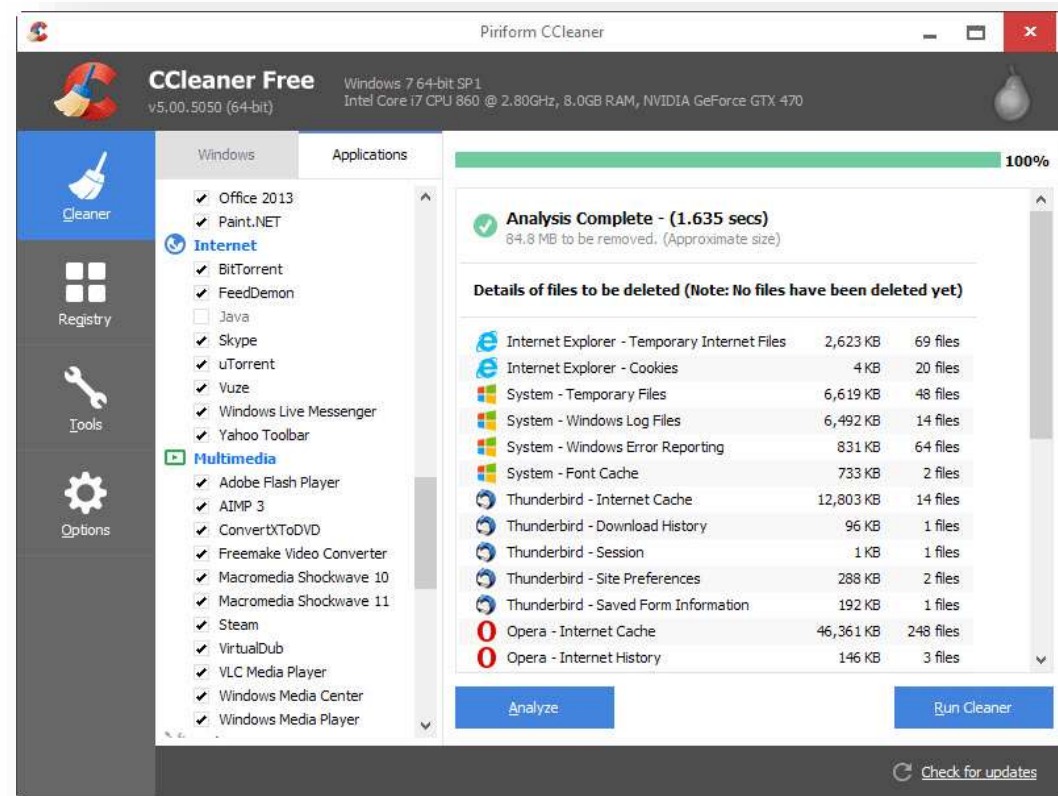 Piriform CCleaner
CCleaner Free
v5.00.5050 (64-bit)
Windows 7 64-bit SP1
Intel Core i7 CPU 860 @ 2.80GHz, 8.0GB RAM, NVIDIA GeForce GTX 470
Cleaner
Registry
Tools
Options
Windows
Applications
Office 2013
Paint.NET
Internet
BitTorrent
FeedDemon
Java
Skype
uTorrent
Vuze
Windows Live Messenger
Yahoo Toolbar
Multimedia
Adobe Flash Player
AIMP 3
ConvertXToDVD
Freemake Video Converter
Macromedia Shockwave 10
Macromedia Shockwave 11
Steam
VirtualDub
VLC Media Player
Windows Media Center
Windows Media Player
100%
Analysis Complete - (1.635 secs)
84.8 MB to be removed. (Approximate size)
Details of files to be deleted (Note: No files have been deleted yet)
Internet Explorer - Temporary Internet Files 2,623 KB 69 files
Internet Explorer - Cookies 4 KB 20 files
System - Temporary Files 6,619 KB 48 files
System - Windows Log Files 6,492 KB 14 files
System - Windows Error Reporting 831 KB 64 files
System - Font Cache 733 KB 2 files
Thunderbird - Internet Cache 12,803 KB 14 files
Thunderbird - Download History 96 KB 1 files
Thunderbird - Session 1 KB 1 files
Thunderbird - Site Preferences 288 KB 2 files
Thunderbird - Saved Form Information 192 KB 1 files
Opera - Internet Cache 46,361 KB 248 files
Opera - Internet History 146 KB 3 files
Analyze
Run Cleaner
Check for updates